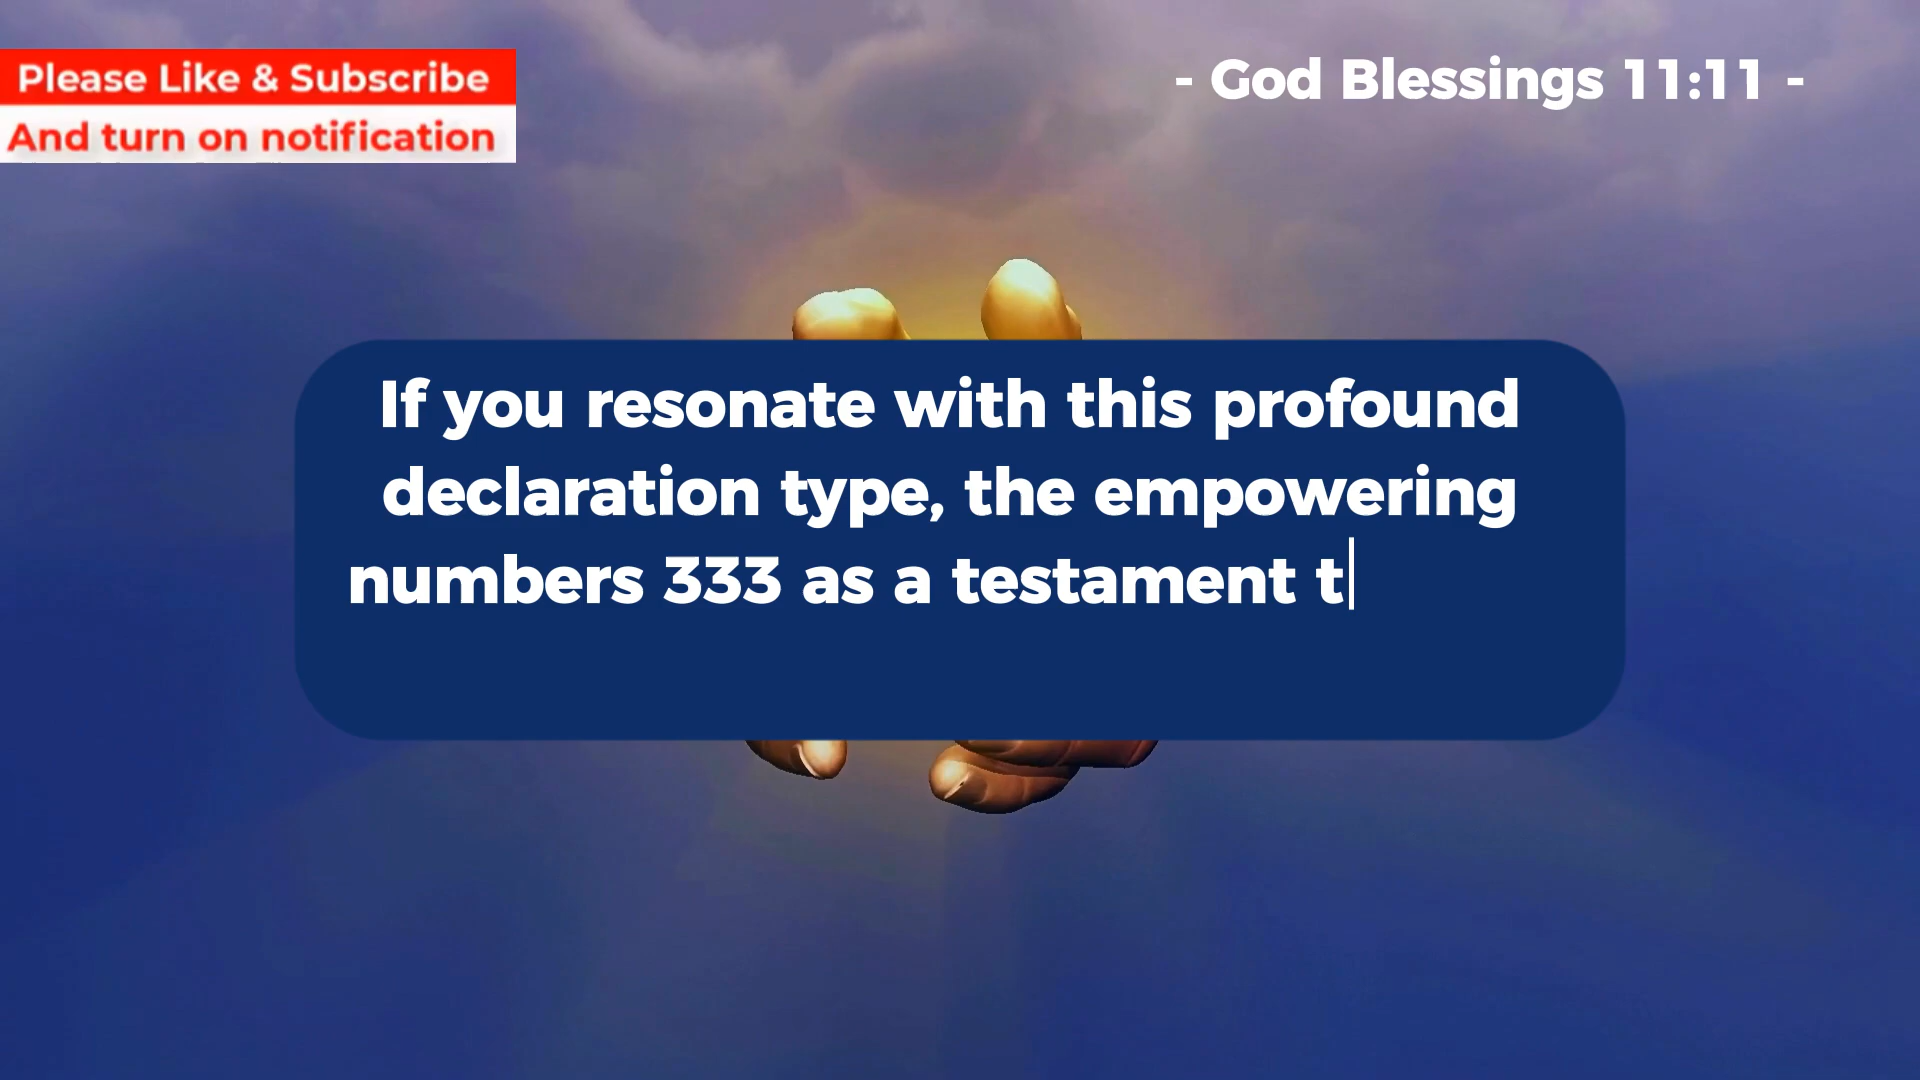 Please Like & Subscribe
And turn on notification
- God Blessings 11:11 -
If you resonate with this profound
declaration type, the empowering
numbers 333 as a testament t